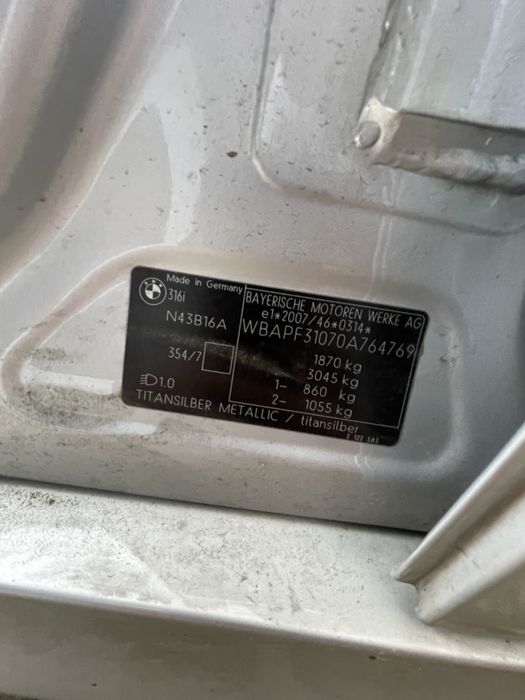 Made in Germany
316i
N43B16A
354/7
1.0
BAYERISCHE MOTOREN WERKE AG
e1*2007/46*0314*
WBAPF31070A764769
1870 kg
3045 kg
1- 860 kg
2- 1055 kg
TITANSILBER METALLIC / titansilber